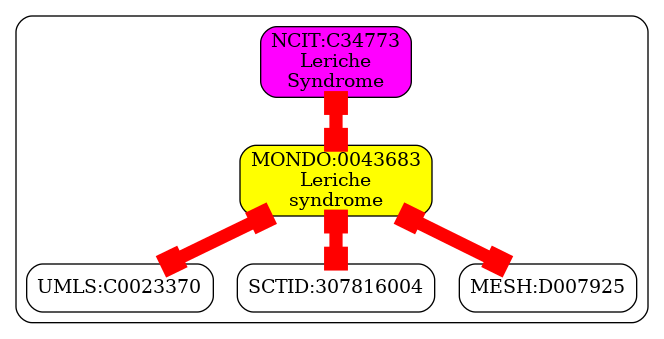 NCIT:C34773
Leriche
Syndrome
MONDO:0043683
Leriche
syndrome
UMLS:C0023370
SCTID:307816004
MESH:D007925